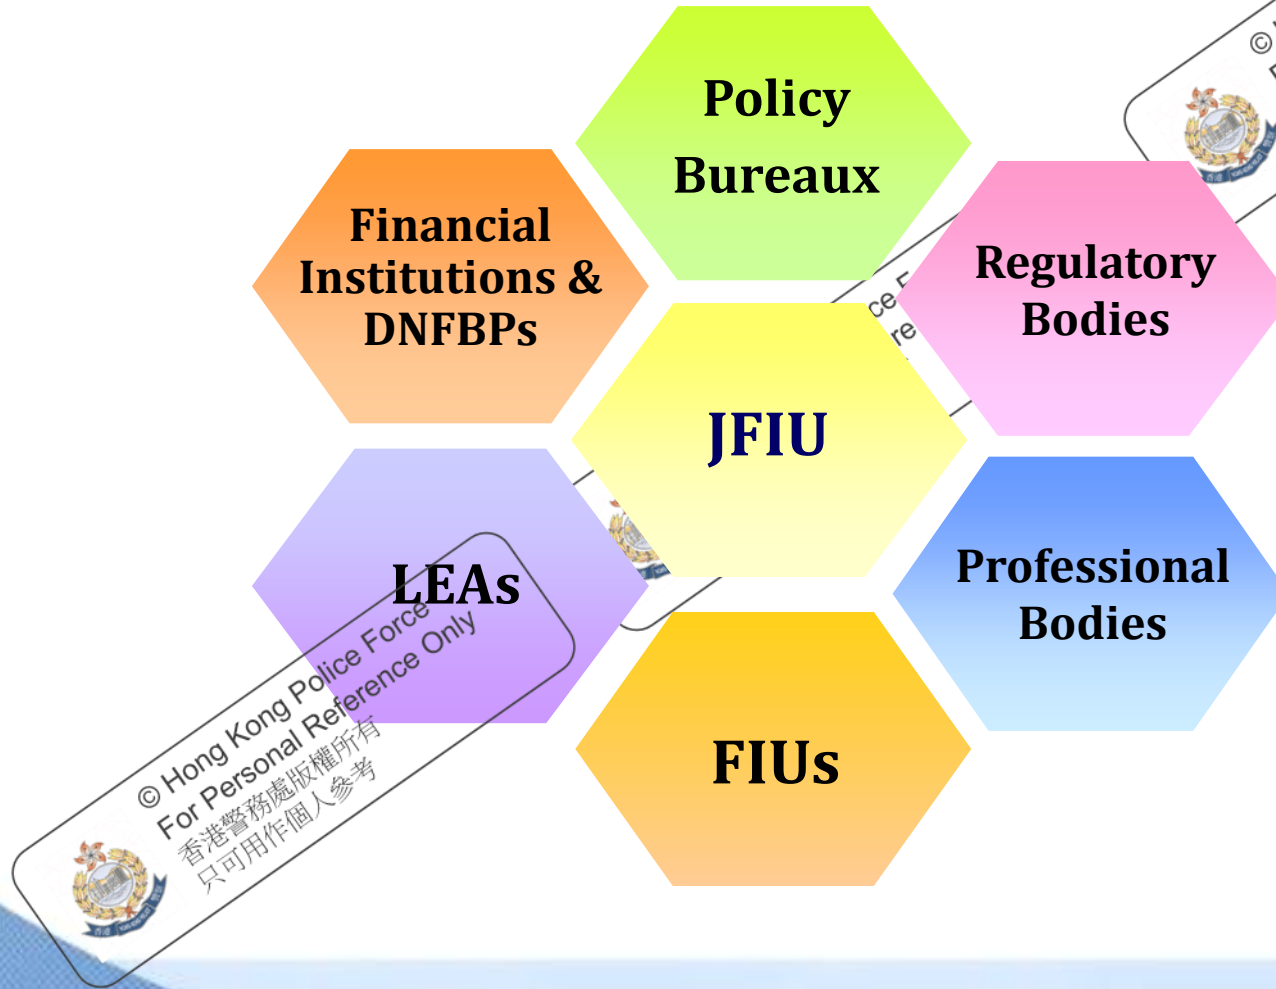 Policy
Bureaux
Financial
Institutions &
DNFBPs
Regulatory
Bodies
JFIU
LEAs
Professional
Bodies
FIUs
© Hong Kong Police Force
For Personal Reference Only
香港警務處版權所有
只可用作個人參考